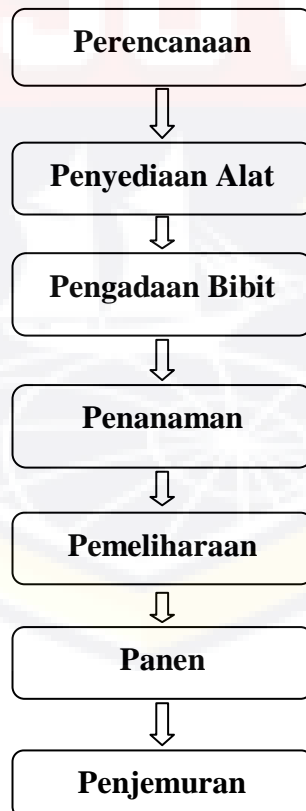 Perencanaan
Penyediaan Alat
Pengadaan Bibit
Penanaman
Pemeliharaan
Panen
Penjemuran